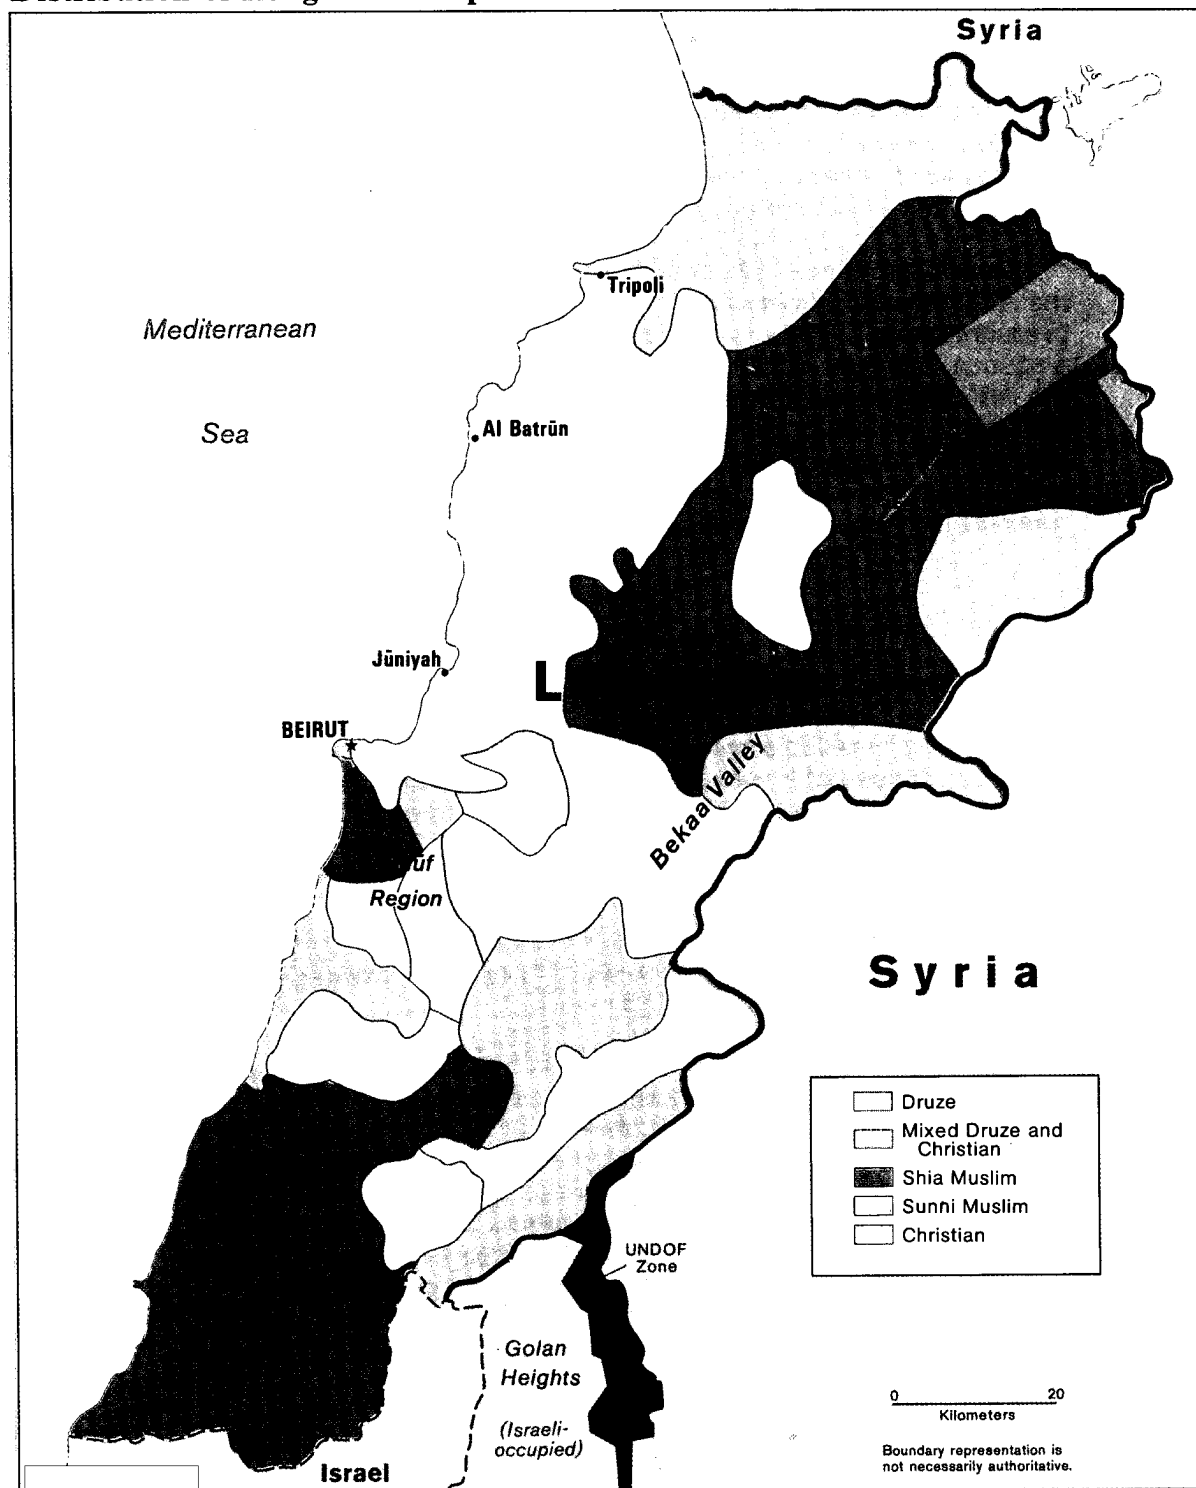 Syria
Tripoli
Mediterranean
Sea
Al Batrūn
Jūniyah
L
BEIRUT
Bekaa Valley
ūf
Region
Syria
Druze
Mixed Druze and
Christian
Shia Muslim
Sunni Muslim
Christian
UNDOF
Zone
Golan
Heights
(Israeli-
occupied)
0 20
Kilometers
Boundary representation is
not necessarily authoritative.
Israel